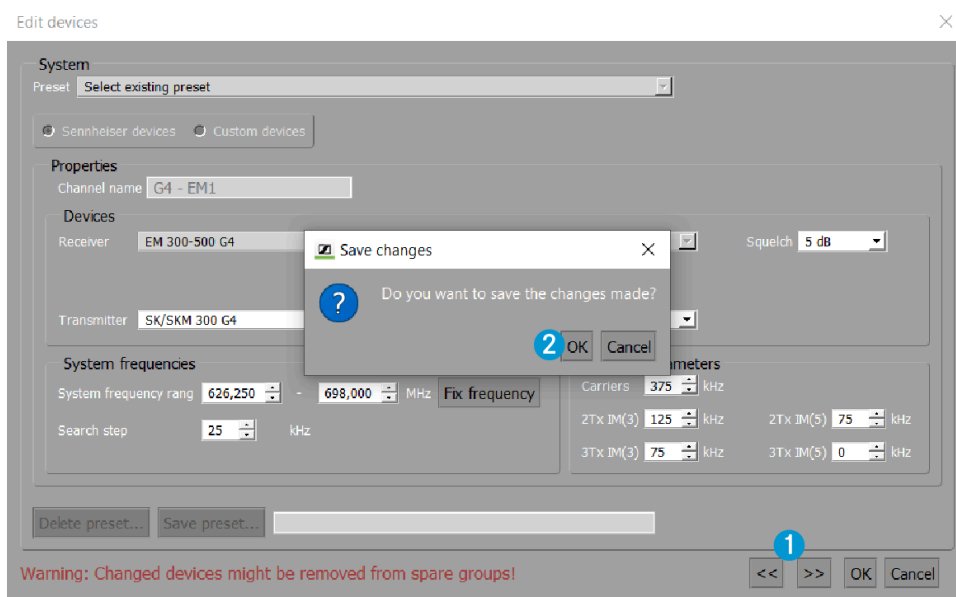 Edit devices
System
Preset Select existing preset
Sennheiser devices Custom devices
Properties
Channel name G4 - EM1
Devices
Receiver EM 300-500 G4
Squelch 5 dB
Save changes
? Do you want to save the changes made?
2 OK Cancel
Transmitter SK/SKM 300 G4
System frequencies
System frequency rang 626,250 - 698,000 MHz Fix frequency
Search step 25 kHz
Carriers 375 kHz
2Tx IM(3) 125 kHz 2Tx IM(5) 75 kHz
3Tx IM(3) 75 kHz 3Tx IM(5) 0 kHz
Delete preset... Save preset...
1
Warning: Changed devices might be removed from spare groups!
<< >> OK Cancel